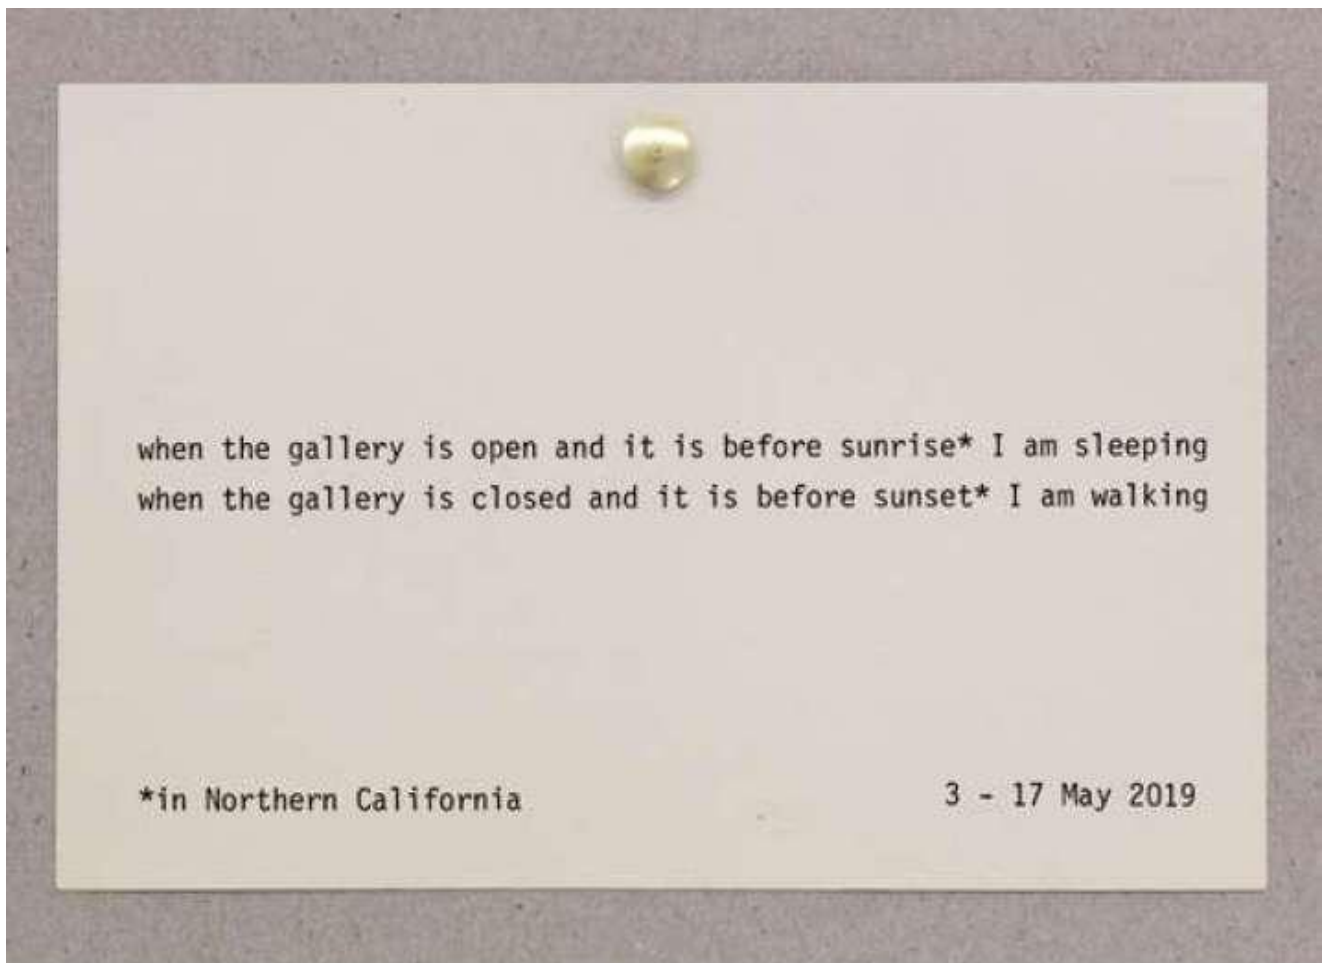 when the gallery is open and it is before sunrise* I am sleeping
when the gallery is closed and it is before sunset* I am walking
*in Northern California
3 - 17 May 2019